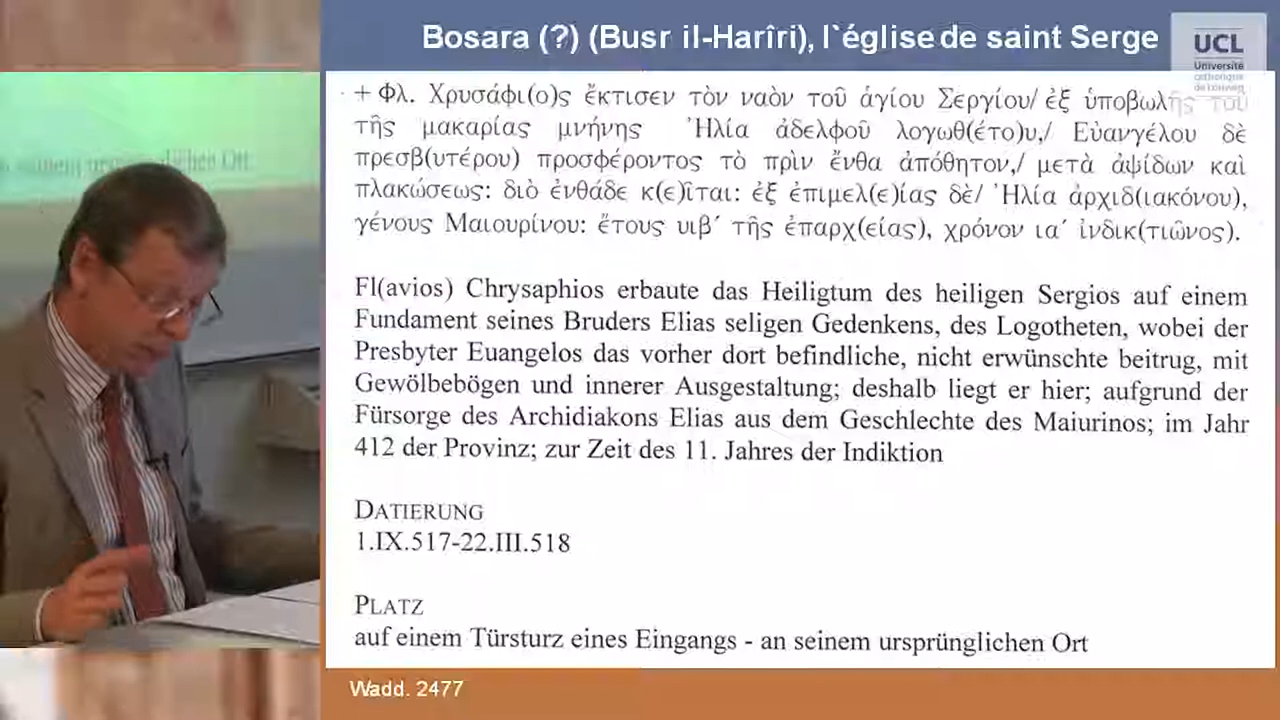 Bosara (?) (Busr il-Harîri), l`église de saint Serge
UCL
Université
catholique
de Louvain
+ Φλ. Χρυσάφι(ο)ς ἔκτισεν τὸν ναὸν τοῦ ἁγίου Σεργίου/ ἐξ ὑποβωλῆς τοῦ
τῆς μακαρίας μνήνης Ἠλία ἀδελφοῦ λογωθ(έτο)υ,/ Εὐανγέλου δὲ
πρεσβ(υτέρου) προσφέροντος τὸ πρὶν ἔνθα ἀπόθητον,/ μετὰ ἁψίδων καὶ
πλακώσεως: διὸ ἐνθάδε κ(ε)ῖται: ἐξ ἐπιμελ(ε)ίας δὲ/ Ἠλία ἀρχιδ(ιακόνου),
γένους Μαιουρίνου: ἔτους υιβ´ τῆς ἐπαρχ(είας), χρόνον ια´ ἰνδικ(τιῶνος).
Fl(avios) Chrysaphios erbaute das Heiligtum des heiligen Sergios auf einem
Fundament seines Bruders Elias seligen Gedenkens, des Logotheten, wobei der
Presbyter Euangelos das vorher dort befindliche, nicht erwünschte beitrug, mit
Gewölbebögen und innerer Ausgestaltung; deshalb liegt er hier; aufgrund der
Fürsorge des Archidiakons Elias aus dem Geschlechte des Maiurinos; im Jahr
412 der Provinz; zur Zeit des 11. Jahres der Indiktion
DATIERUNG
1.IX.517-22.III.518
PLATZ
auf einem Türsturz eines Eingangs - an seinem ursprünglichen Ort
Wadd. 2477